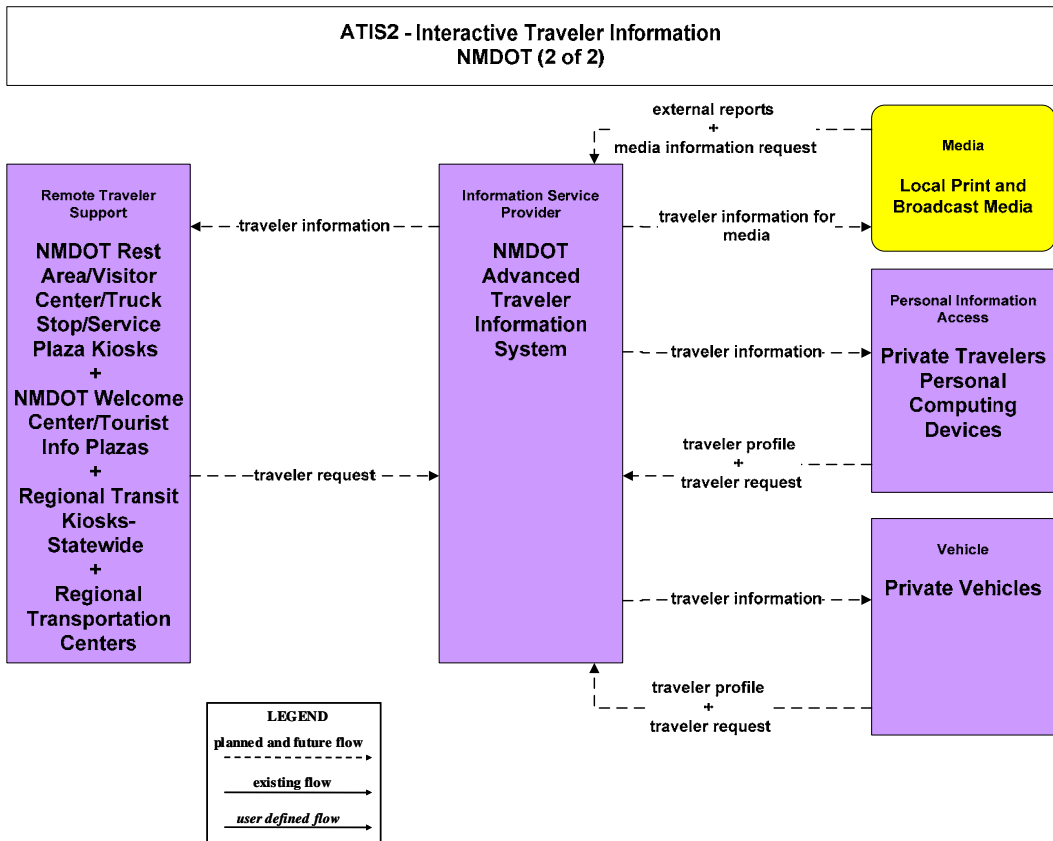 ATIS2 - Interactive Traveler Information
NMDOT (2 of 2)
Remote Traveler
Support
NMDOT Rest
Area/Visitor
Center/Truck
Stop/Service
Plaza Kiosks
+
NMDOT Welcome
Center/Tourist
Info Plazas
+
Regional Transit
Kiosks-
Statewide
+
Regional
Transportation
Centers
traveler information
traveler request
Information Service
Provider
NMDOT
Advanced
Traveler
Information
System
external reports
+
media information request
traveler information for
media
traveler information
traveler profile
+
traveler request
traveler information
traveler profile
+
traveler request
Media
Local Print and
Broadcast Media
Personal Information
Access
Private Travelers
Personal
Computing
Devices
Vehicle
Private Vehicles
LEGEND
planned and future flow
existing flow
user defined flow